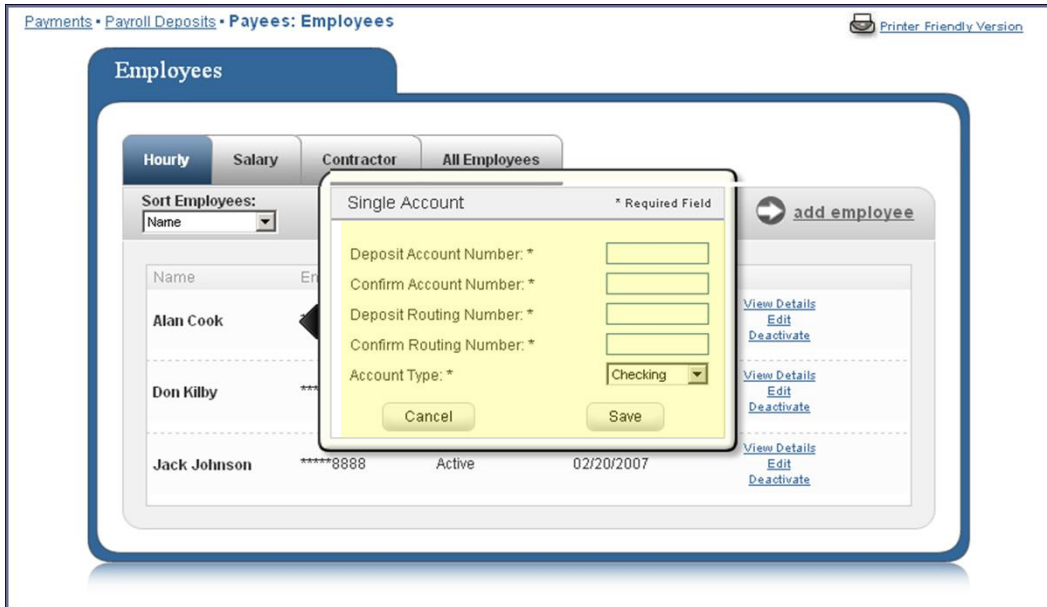 Payments • Payroll Deposits • Payees: Employees
Printer Friendly Version
Employees
Hourly Salary Contractor All Employees
Sort Employees:
Name
add employee
Single Account * Required Field
Deposit Account Number: *
Confirm Account Number: *
Deposit Routing Number: *
Confirm Routing Number: *
Account Type: * Checking
Cancel Save
Name
Alan Cook
View Details
Edit
Deactivate
Don Kilby ***
View Details
Edit
Deactivate
Jack Johnson *****8888 Active 02/20/2007
View Details
Edit
Deactivate